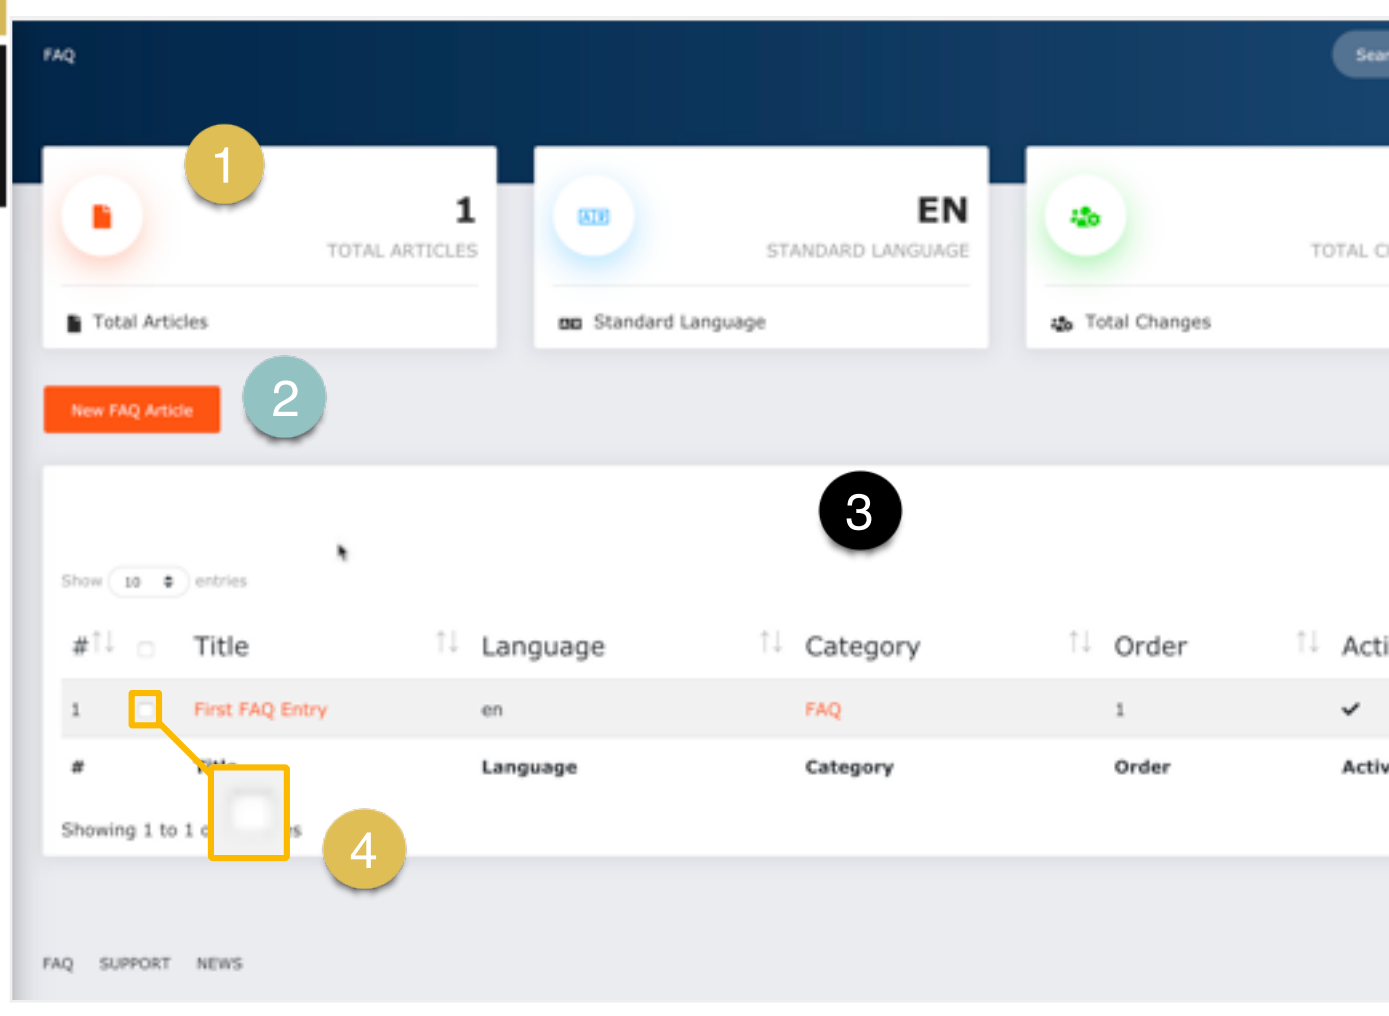 FAQ
1
1
TOTAL ARTICLES
Total Articles
EN
STANDARD LANGUAGE
Standard Language
TOTAL
Total Changes
New FAQ Article
2
3
Show 10 entries
# Title Language Category Order
1 First FAQ Entry en FAQ 1
# Language Category Order
Showing 1 to 1
4
FAQ SUPPORT NEWS